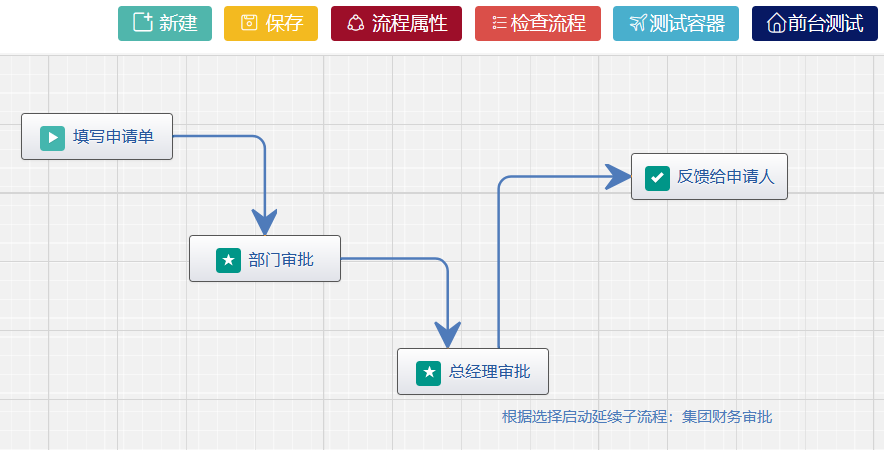 新建 保存 流程属性 检查流程 测试容器 前台测试
填写申请单
反馈给申请人
部门审批
总经理审批
根据选择启动延续子流程：集团财务审批